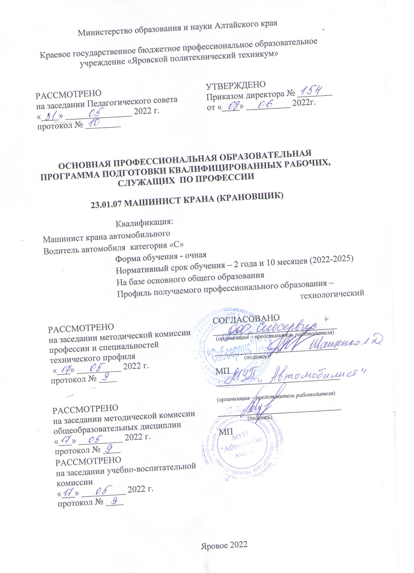 Министерство образования и науки Алтайского края
Краевое государственное бюджетное профессиональное образовательное
учреждение «Яровской политехнический техникум»
РАССМОТРЕНО
на заседании Педагогического совета
«31» 05 2022 г.
протокол № 10
УТВЕРЖДЕНО
Приказом директора № 154
от «02» 06 2022г.
ОСНОВНАЯ ПРОФЕССИОНАЛЬНАЯ ОБРАЗОВАТЕЛЬНАЯ
ПРОГРАММА ПОДГОТОВКИ КВАЛИФИЦИРОВАННЫХ РАБОЧИХ,
СЛУЖАЩИХ ПО ПРОФЕССИИ
23.01.07 МАШИНИСТ КРАНА (КРАНОВЩИК)
Квалификация:
Машинист крана автомобильного
Водитель автомобиля категория «С»
Форма обучения - очная
Нормативный срок обучения – 2 года и 10 месяцев (2022-2025)
На базе основного общего образования
Профиль получаемого профессионального образования –
технологический
РАССМОТРЕНО
на заседании методической комиссии
профессии и специальностей
технического профиля
«17» 05 2022 г.
протокол № 9
СОГЛАСОВАНО
(организация – представитель работодателя)
(подпись)
МП
МУП „Автомобилист"
(организация – представитель работодателя)
(подпись)
МП
РАССМОТРЕНО
на заседании методической комиссии
общеобразовательных дисциплин
«17» 05 2022 г.
протокол № 9
РАССМОТРЕНО
на заседании учебно-воспитательной
комиссии
«17» 05 2022 г.
протокол № 9
Яровое 2022